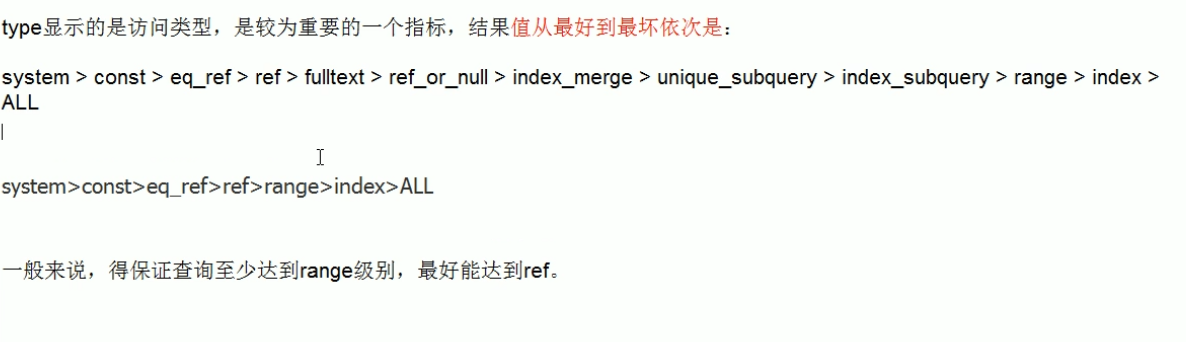 type显示的是访问类型，是较为重要的一个指标，结果值从最好到最坏依次是：
system > const > eq_ref > ref > fulltext > ref_or_null > index_merge > unique_subquery > index_subquery > range > index >
ALL
system>const>eq_ref>ref>range>index>ALL
一般来说，得保证查询至少达到range级别，最好能达到ref。